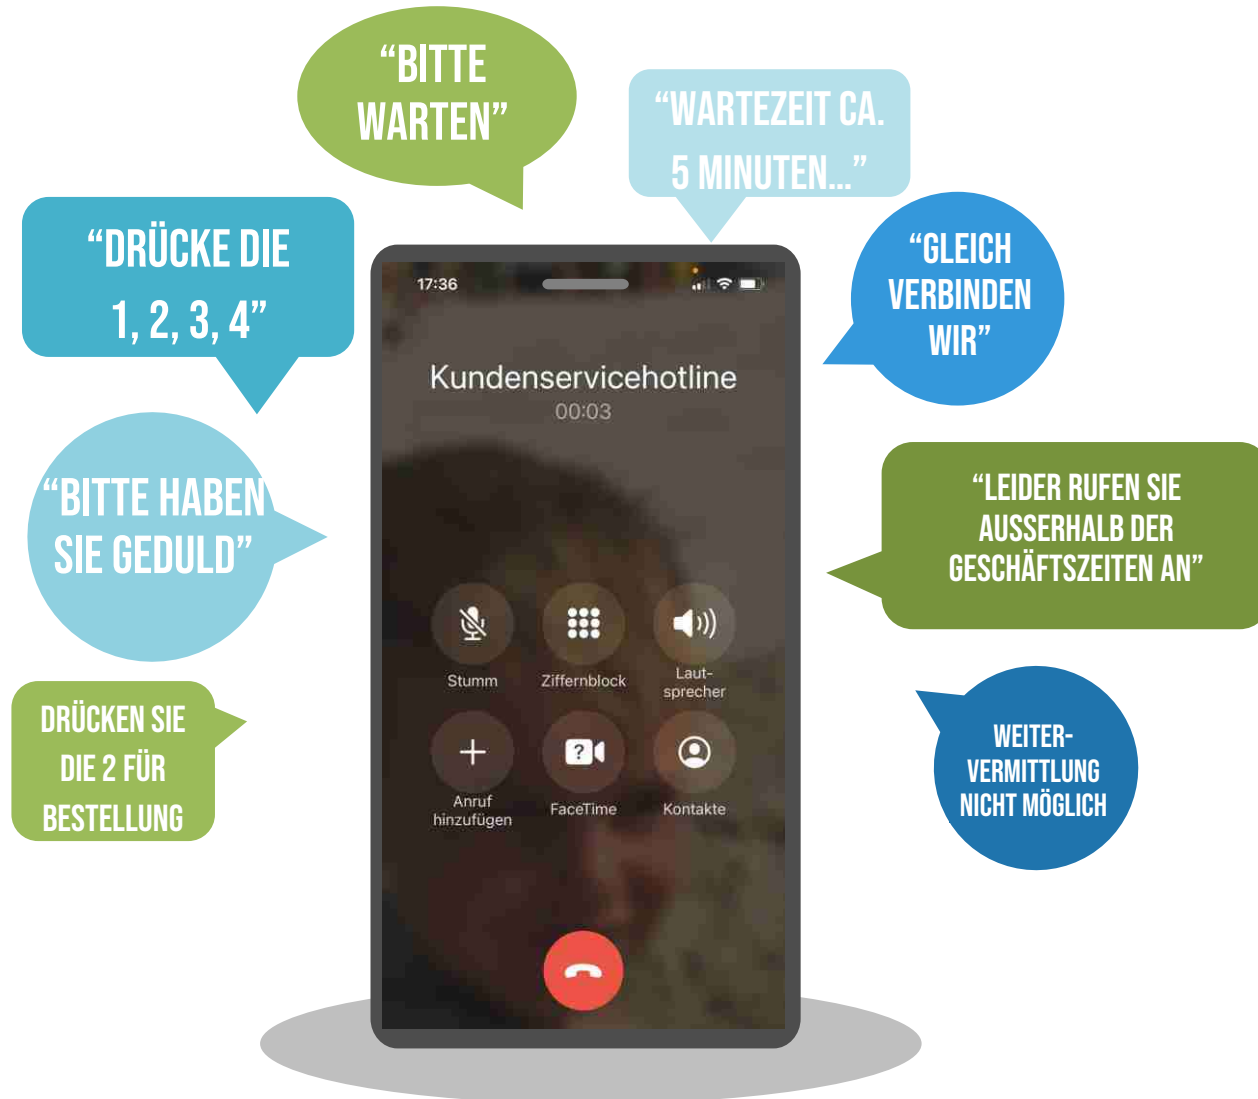 “BITTE
WARTEN”
“WARTEZEIT CA.
5 MINUTEN...”
“DRÜCKE DIE
1, 2, 3, 4”
“GLEICH
VERBINDEN
WIR”
“BITTE HABEN
SIE GEDULD”
“LEIDER RUFEN SIE
AUSSERHALB DER
GESCHÄFTSZEITEN AN”
DRÜCKEN SIE
DIE 2 FÜR
BESTELLUNG
WEITER-
VERMITTLUNG
NICHT MÖGLICH
17:36
Kundenservicehotline
00:03
Stumm
Ziffernblock
Laut-
sprecher
Anruf
hinzufügen
FaceTime
Kontakte